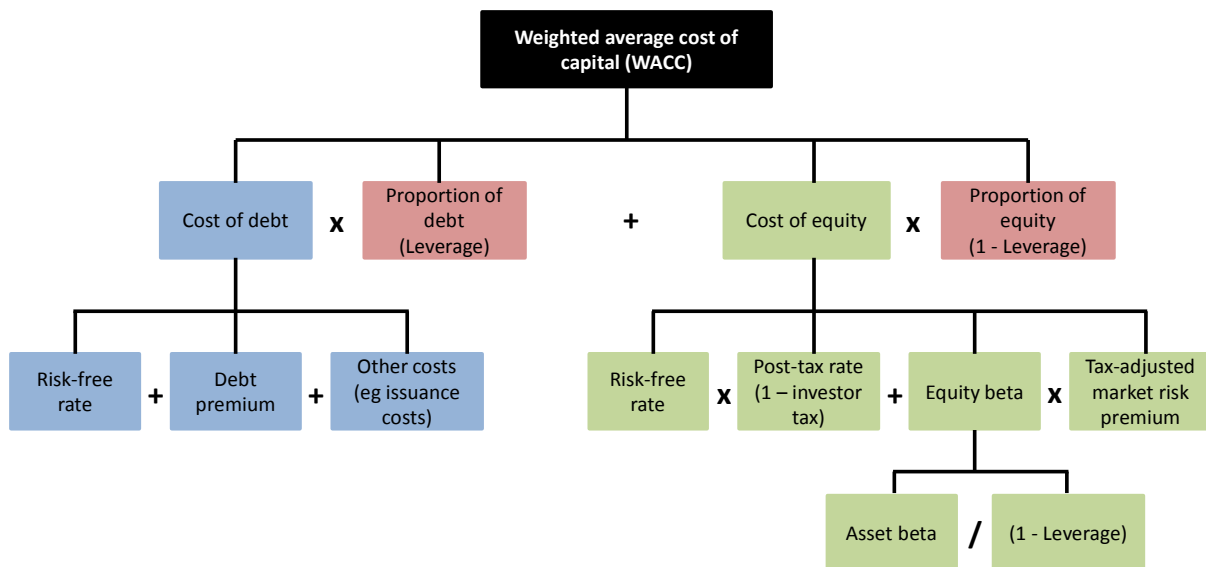 Weighted average cost of
capital (WACC)
Cost of debt
x
Proportion of
debt
(Leverage)
+
Cost of equity
x
Proportion of
equity
(1 - Leverage)
Risk-free
rate
+
Debt
premium
+
Other costs
(eg issuance
costs)
Risk-free
rate
x
Post-tax rate
(1 – investor
tax)
+
Equity beta
x
Tax-adjusted
market risk
premium
Asset beta
/
(1 - Leverage)